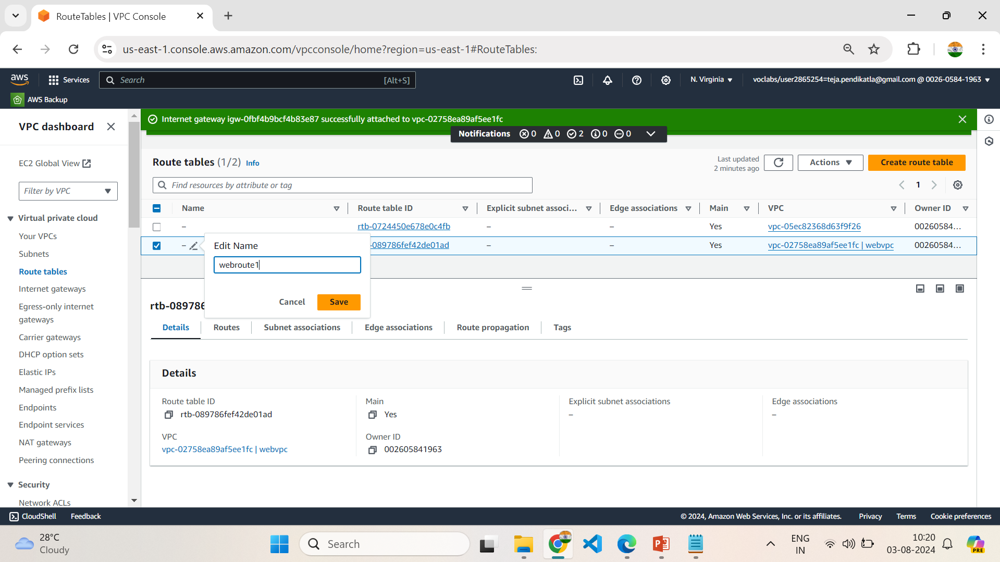 RouteTables | VPC Console
us-east-1.console.aws.amazon.com/vpcconsole/home?region=us-east-1#RouteTables:
aws Services Search [Alt+S] N. Virginia voclabs/user2865254=teja.pendikatla@gmail.com @ 0026-0584-1963
AWS Backup
VPC dashboard
EC2 Global View
Filter by VPC
Virtual private cloud
Your VPCs
Subnets
Route tables
Internet gateways
Egress-only internet
gateways
Carrier gateways
DHCP option sets
Elastic IPs
Managed prefix lists
Endpoints
Endpoint services
NAT gateways
Peering connections
Security
Network ACLs
Internet gateway igw-0fbf4b9bcf4b83e87 successfully attached to vpc-02758ea89af5ee1fc
Notifications 0 0 2 0 0
Route tables (1/2) Info
Last updated
2 minutes ago
Actions
Create route table
Find resources by attribute or tag
1
Name Route table ID Explicit subnet associ... Edge associations Main VPC Owner ID
– rtb-0724450e678e0c4fb – – Yes vpc-05ec82368d63f9f26 00260584...
– -089786fef42de01ad – – Yes vpc-02758ea89af5ee1fc | webvpc 00260584...
Edit Name
webroute1
Cancel Save
rtb-089786
Details Routes Subnet associations Edge associations Route propagation Tags
Details
Route table ID
rtb-089786fef42de01ad
Main
Yes
Explicit subnet associations
–
Edge associations
–
VPC
vpc-02758ea89af5ee1fc | webvpc
Owner ID
002605841963
CloudShell Feedback © 2024, Amazon Web Services, Inc. or its affiliates. Privacy Terms Cookie preferences
28°C
Cloudy
Search
ENG
IN
10:20
03-08-2024
PRE